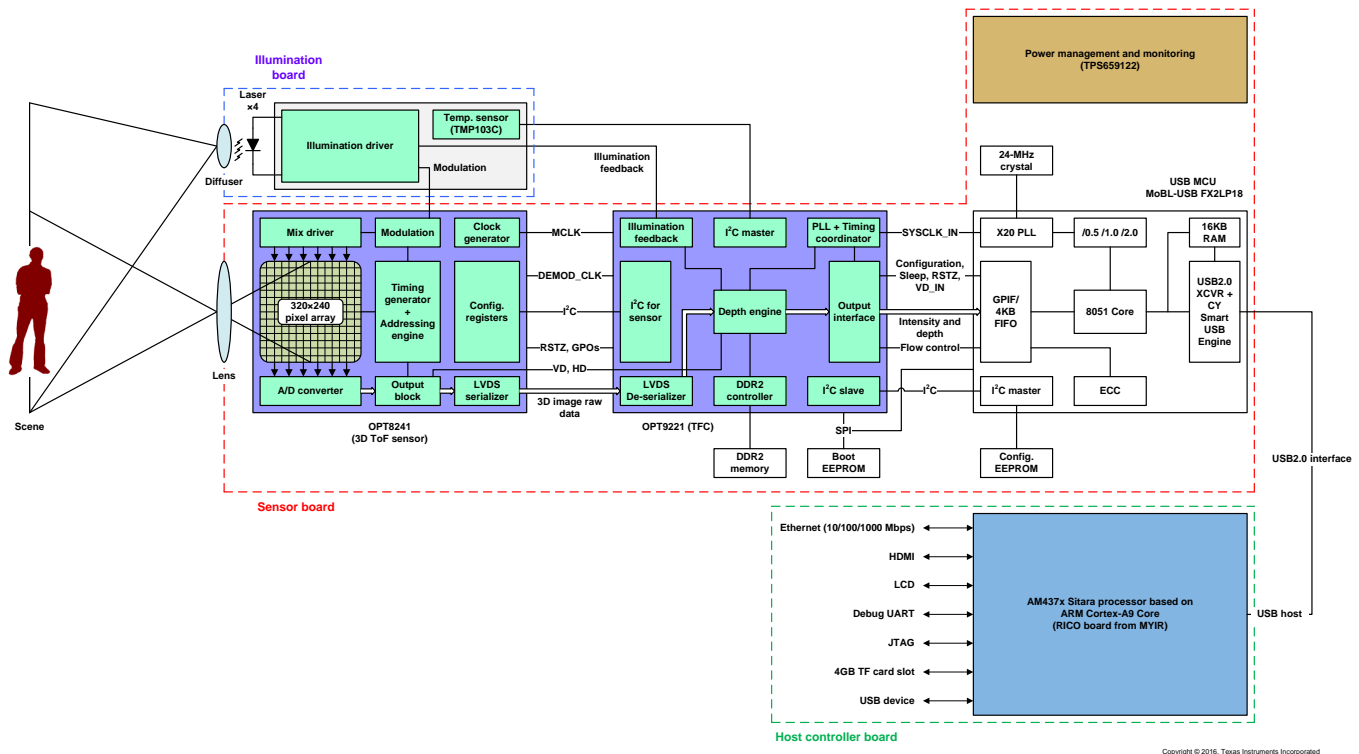 Power management and monitoring
(TPS659122)
Illumination
board
Laser
×4
Temp. sensor
(TMP103C)
Illumination driver
Illumination
feedback
Modulation
Diffuser
24-MHz
crystal
USB MCU
MoBL-USB FX2LP18
Mix driver
Modulation
Clock
generator
MCLK
Illumination
feedback
I²C master
PLL + Timing
coordinator
SYSCLK_IN
X20 PLL
/0.5 /1.0 /2.0
16KB
RAM
320×240
pixel array
Timing
generator
+
Addressing
engine
Config.
registers
DEMOD_CLK
I²C
RSTZ, GPOs
I²C for
sensor
Depth engine
Output
interface
Configuration,
Sleep, RSTZ,
VD_IN
Intensity and
depth
Flow control
GPIF/
4KB
FIFO
8051 Core
USB2.0
XCVR +
CY
Smart
USB
Engine
VD, HD
Lens
A/D converter
Output
block
LVDS
serializer
3D image raw
data
LVDS
De-serializer
DDR2
controller
I²C slave
I²C
I²C master
ECC
Scene
OPT8241
(3D ToF sensor)
OPT9221 (TFC)
SPI
DDR2
memory
Boot
EEPROM
Config.
EEPROM
USB2.0 interface
Sensor board
Ethernet (10/100/1000 Mbps)
HDMI
LCD
Debug UART
JTAG
4GB TF card slot
USB device
AM437x Sitara processor based on
ARM Cortex-A9 Core
(RICO board from MYIR)
USB host
Host controller board
Copyright © 2016, Texas Instruments Incorporated